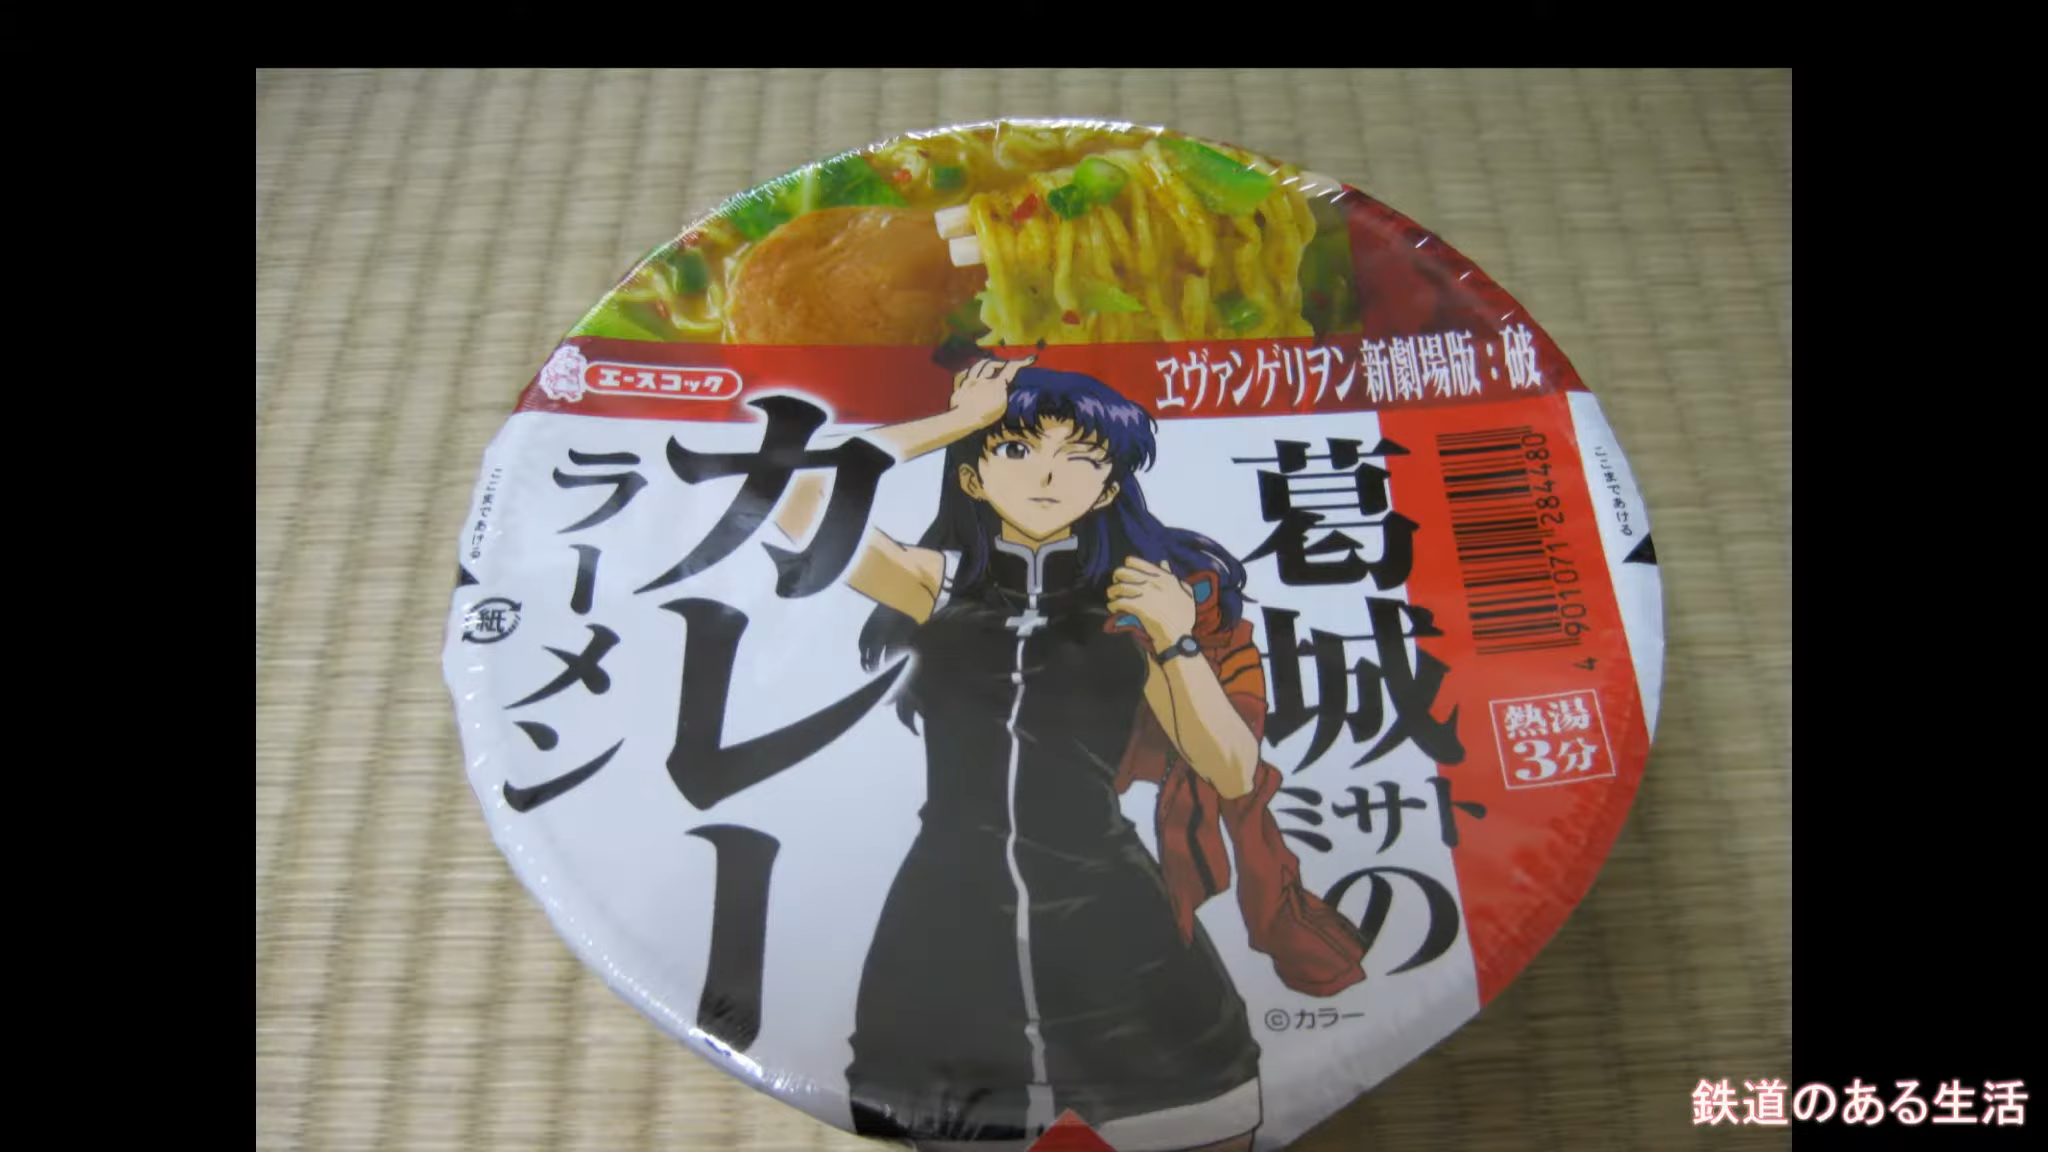 エースコック
ヱヴァンゲリヲン新劇場版：破
葛城ミサトの
カレー
ラーメン
ここまであける
ここまであける
紙
4 901071 284480
熱湯
3分
©カラー
鉄道のある生活